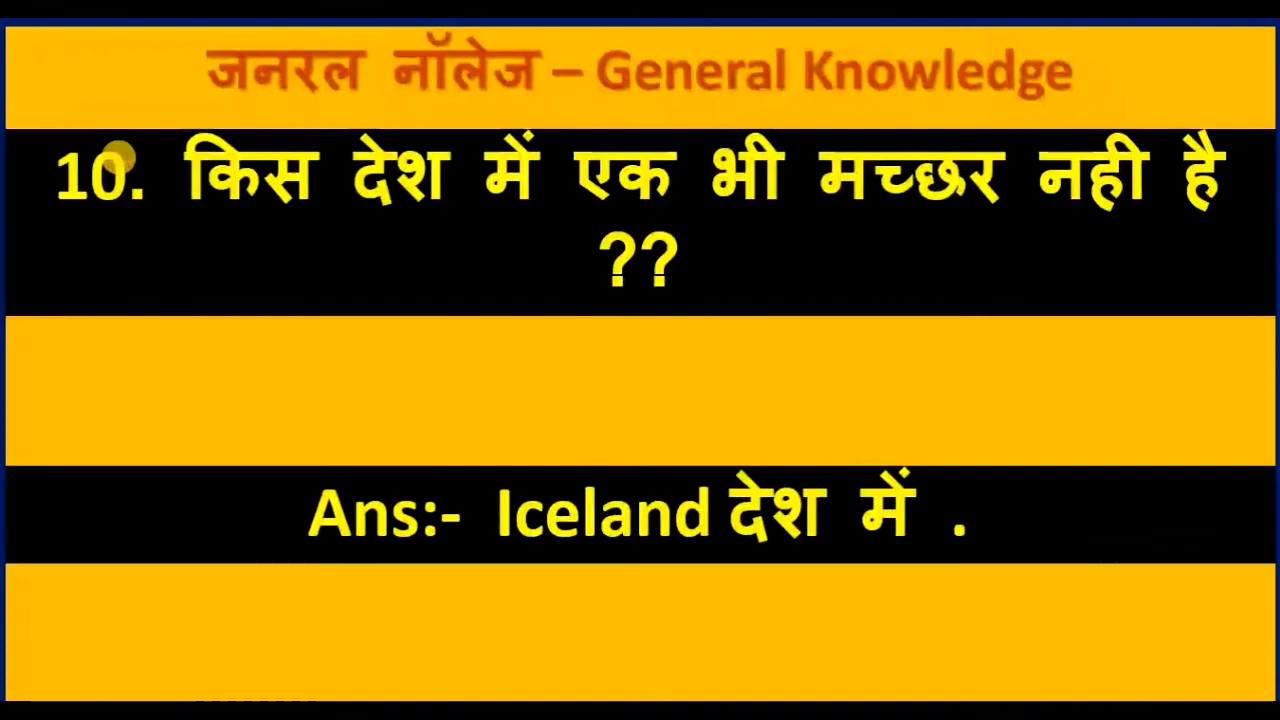 जनरल नॉलेज – General Knowledge
10. किस देश में एक भी मच्छर नही है
??
Ans:- Iceland देश में .